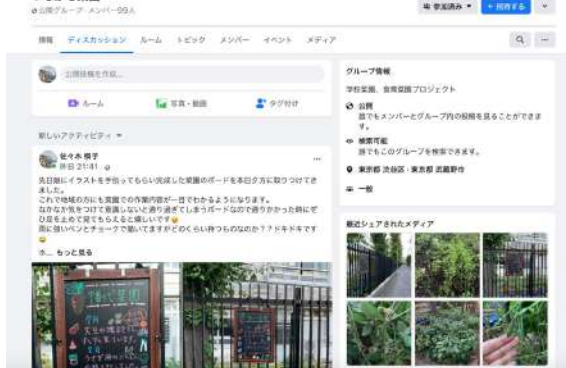 公開グループ・メンバー99人
参加済み
+ 招待する
情報 ディスカッション ルーム トピック メンバー イベント メディア
公開投稿を作成...
ルーム 写真・動画 タグ付け
新しいアクティビティ
佐々木 槙子
昨日 21:41
先日娘にイラストを手伝ってもらい完成した菜園のボードを本日夕方に取りつけてき
ました。
これで地域の方にも菜園での作業内容が一目でわかるようになります。
なかなか気をつけて意識しないと通り過ぎてしまうボードなので通りかかった時にぜ
ひ足を止めて見てもらえると嬉しいです
雨に強いペンとチョークで描いてますがどのくらい持つものなのか？？ドキドキです
水... もっと見る
グループ情報
学校菜園、食育菜園プロジェクト
公開
誰でもメンバーとグループ内の投稿を見ることができま
す。
検索可能
誰でもこのグループを検索できます。
東京都 渋谷区・東京都 武蔵野市
一般
最近シェアされたメディア